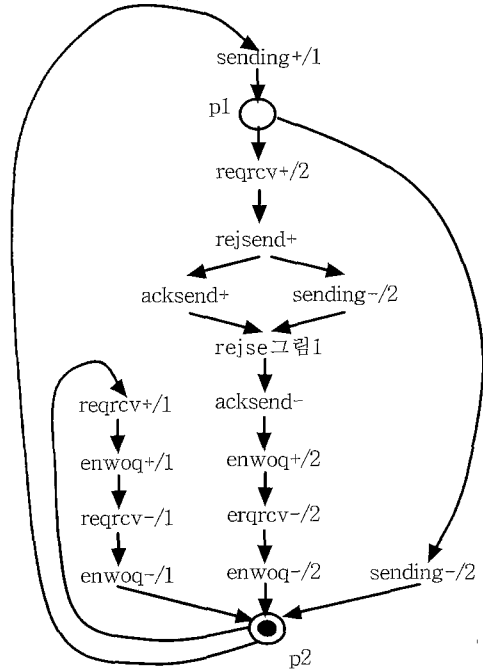 sending+/1
p1
reqrcv+/2
rejsend+
acksend+ sending-/2
rejse그림1
reqrcv+/1 acksend-
enwoq+/1 enwoq+/2
reqrcv-/1 erqrcv-/2
enwoq-/1 enwoq-/2 sending-/2
p2